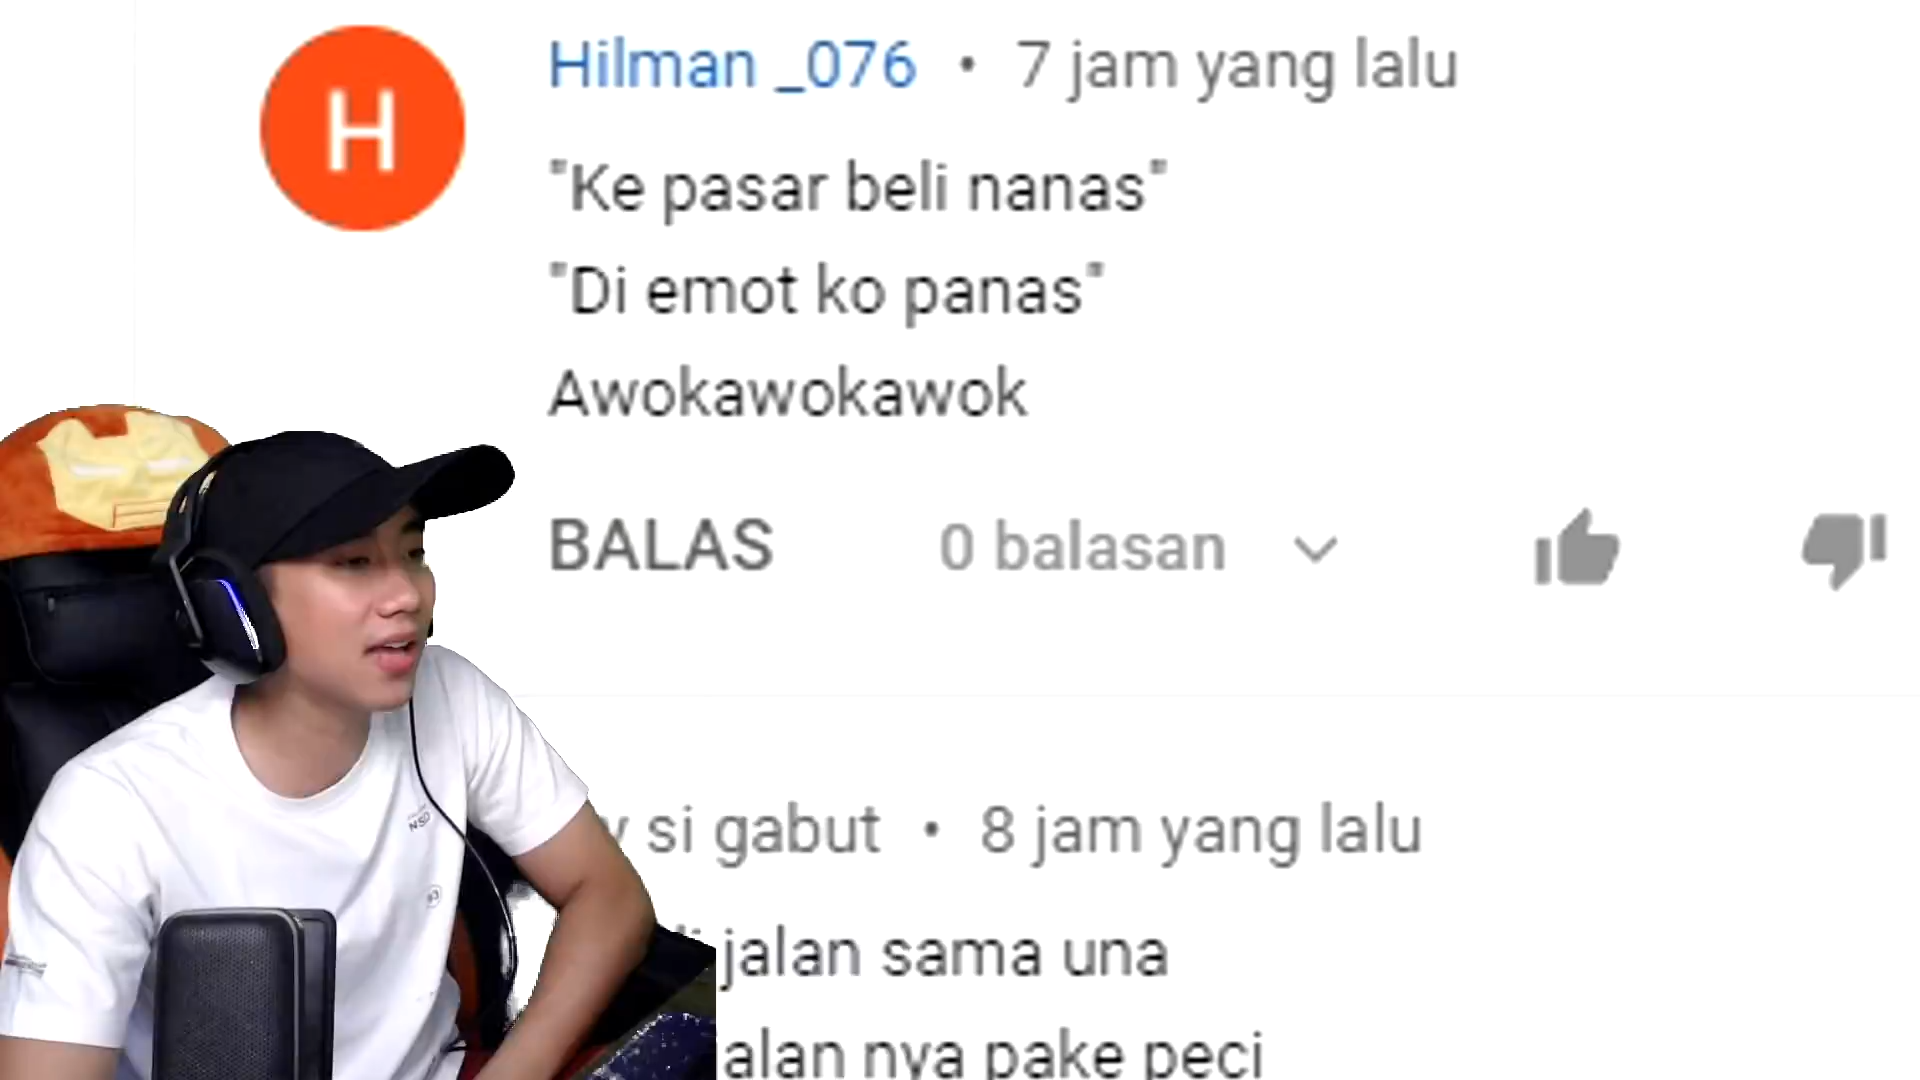 H
Hilman _076 • 7 jam yang lalu
"Ke pasar beli nanas"
"Di emot ko panas"
Awokawokawok
BALAS 0 balasan
si gabut • 8 jam yang lalu
jalan sama una
nya pake peci
NSD